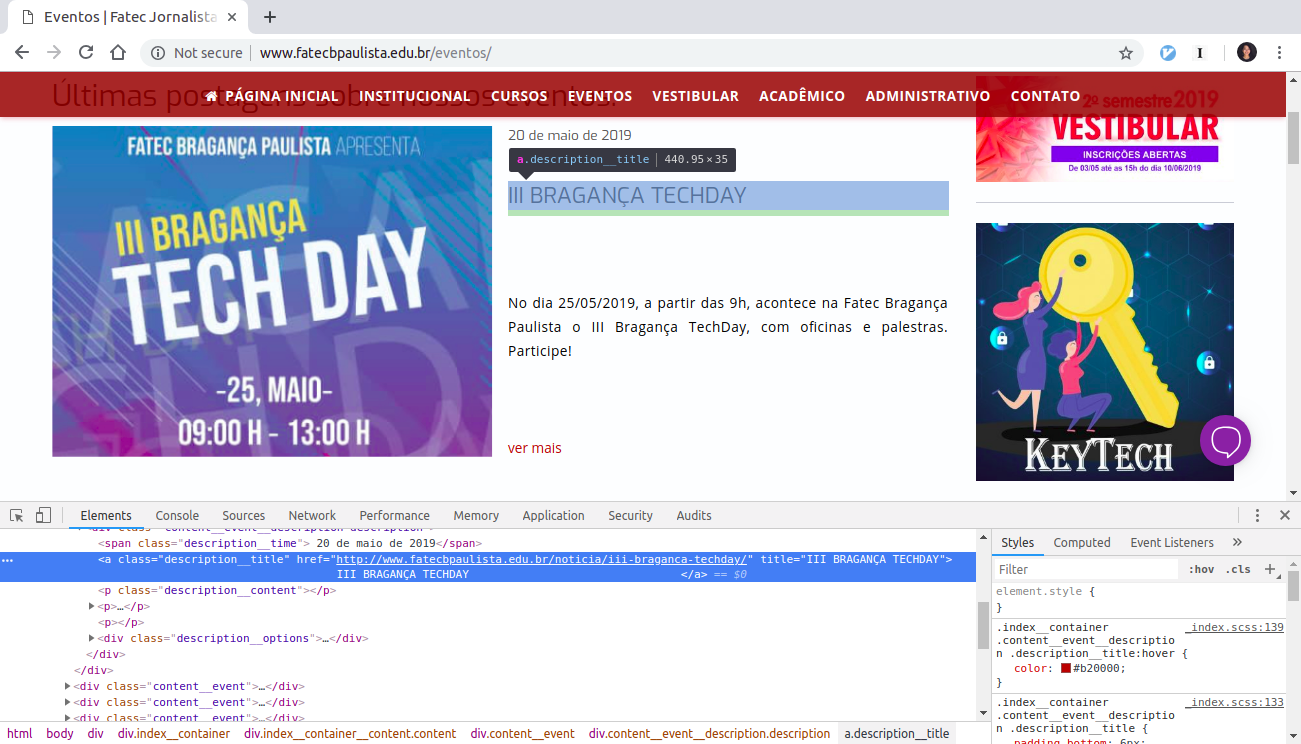 Eventos | Fatec Jornalista
Not secure
www.fatecbpaulista.edu.br/eventos/
Últimas postagens sobre nossos eventos.
PÁGINA INICIAL INSTITUCIONAL CURSOS EVENTOS VESTIBULAR ACADÊMICO ADMINISTRATIVO CONTATO
FATEC BRAGANÇA PAULISTA APRESENTA
III BRAGANÇA
TECH DAY
-25, MAIO-
09:00 H - 13:00 H
20 de maio de 2019
a.description__title 440.95×35
III BRAGANÇA TECHDAY
No dia 25/05/2019, a partir das 9h, acontece na Fatec Bragança
Paulista o III Bragança TechDay, com oficinas e palestras.
Participe!
ver mais
2º semestre 2019
VESTIBULAR
INSCRIÇÕES ABERTAS
De 03/05 até as 15h do dia 10/06/2019
KEYTECH
Elements Console Sources Network Performance Memory Application Security Audits
<div class="content__event__description description">
<span class="description__time"> 20 de maio de 2019</span>
<a class="description__title" href="http://www.fatecbpaulista.edu.br/noticia/iii-braganca-techday/" title="III BRAGANÇA TECHDAY">
III BRAGANÇA TECHDAY </a> == $0
<p class="description__content"></p>
<p>…</p>
<p></p>
<div class="description__options">…</div>
</div>
</div>
<div class="content__event">…</div>
<div class="content__event">…</div>
<div class="content__event">…</div>
html body div div.index__container div.index__container__content.content div.content__event div.content__event__description.description a.description__title
Styles Computed Event Listeners »
Filter :hov .cls +
element.style {
}
.index__container _index.scss:139
.content__event__descriptio
n .description__title:hover {
color: #b20000;
}
.index__container _index.scss:133
.content__event__descriptio
n .description__title {
padding-bottom: 6px;